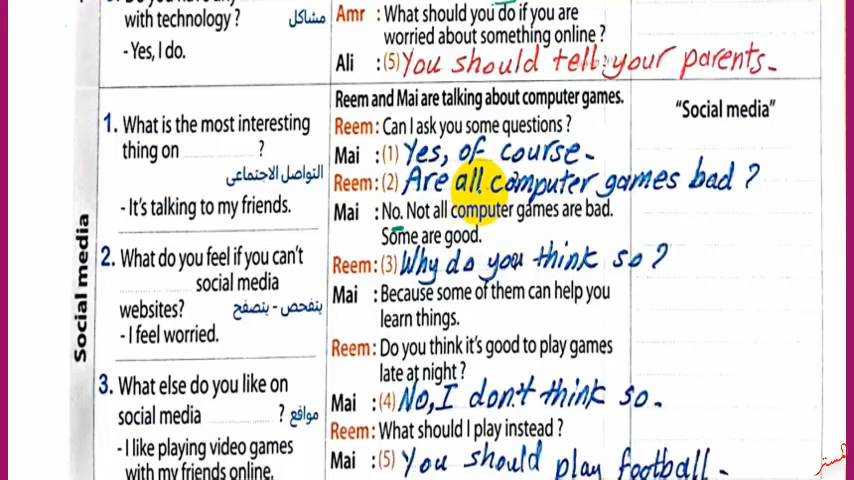 with technology ? مشاكل
- Yes, I do.
Amr : What should you do if you are
worried about something online ?
Ali : (5) You should tell your parents.
Social media
1. What is the most interesting
thing on ............ ?
التواصل الاجتماعى
- It's talking to my friends.
2. What do you feel if you can't
............ social media
websites? بنفحص - بنصفح
- I feel worried.
3. What else do you like on
social media ............ ? مواقع
- I like playing video games
with my friends online.
Reem and Mai are talking about computer games.
Reem : Can I ask you some questions ?
Mai : (1) Yes, of course.
Reem : (2) Are all computer games bad ?
Mai : No. Not all computer games are bad.
Some are good.
Reem : (3) Why do you think so ?
Mai : Because some of them can help you
learn things.
Reem : Do you think it's good to play games
late at night ?
Mai : (4) No, I don't think so.
Reem : What should I play instead ?
Mai : (5) You should play football.
"Social media"